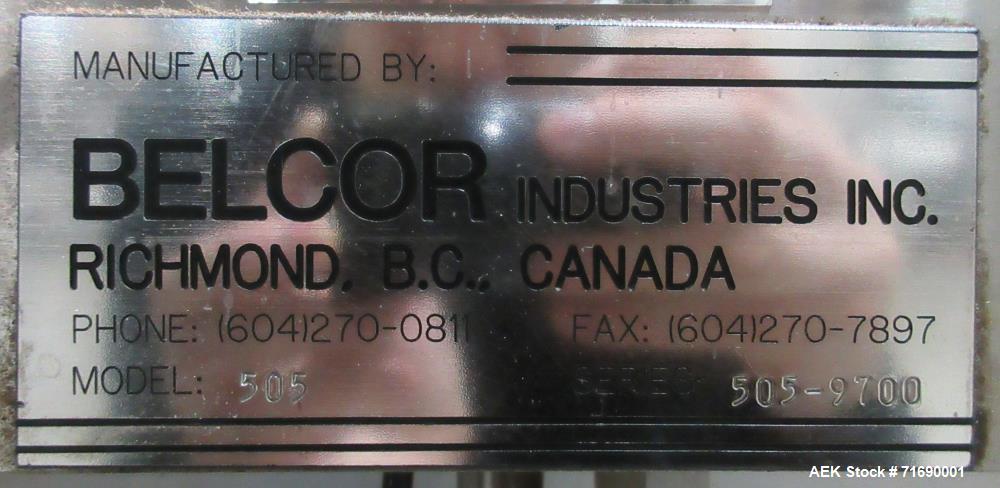 MANUFACTURED BY:
BELCOR INDUSTRIES INC.
RICHMOND, B.C., CANADA
PHONE: (604)270-0811 FAX: (604)270-7897
MODEL: 505 SERIES: 505-9700
AEK Stock # 71690001